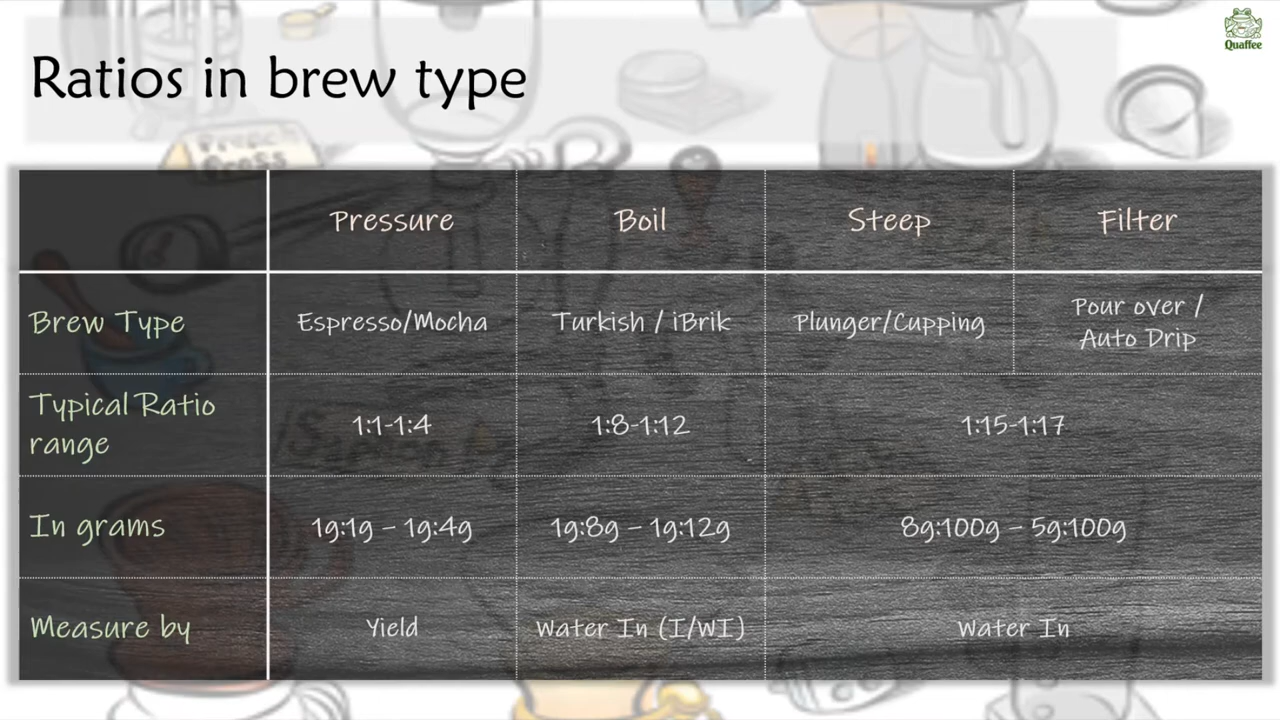 Quaffee
Ratios in brew type
French
Press
Pressure
Boil
Steep
Filter
Brew Type
Espresso/Mocha
Turkish / iBrik
Plunger/Cupping
Pour over /
Auto Drip
Typical Ratio
range
1:1-1:4
1:8-1:12
1:15-1:17
In grams
1g:1g – 1g:4g
1g:8g – 1g:12g
8g:100g – 5g:100g
Measure by
Yield
Water In (I/WI)
Water In